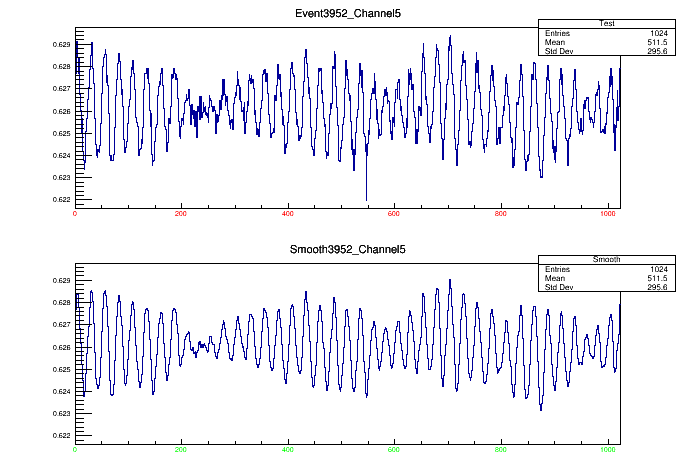 Event3952_Channel5
Test
Entries 1024
Mean 511.5
Std Dev 295.6
0.629
0.628
0.627
0.626
0.625
0.624
0.623
0.622
0 200 400 600 800 1000
Smooth3952_Channel5
Smooth
Entries 1024
Mean 511.5
Std Dev 295.6
0.629
0.628
0.627
0.626
0.625
0.624
0.623
0.622
0 200 400 600 800 1000